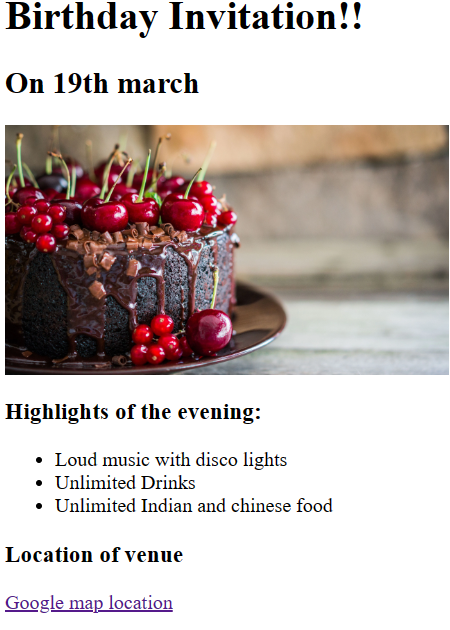 Birthday Invitation!!
On 19th march
Highlights of the evening:
Loud music with disco lights
Unlimited Drinks
Unlimited Indian and chinese food
Location of venue
Google map location